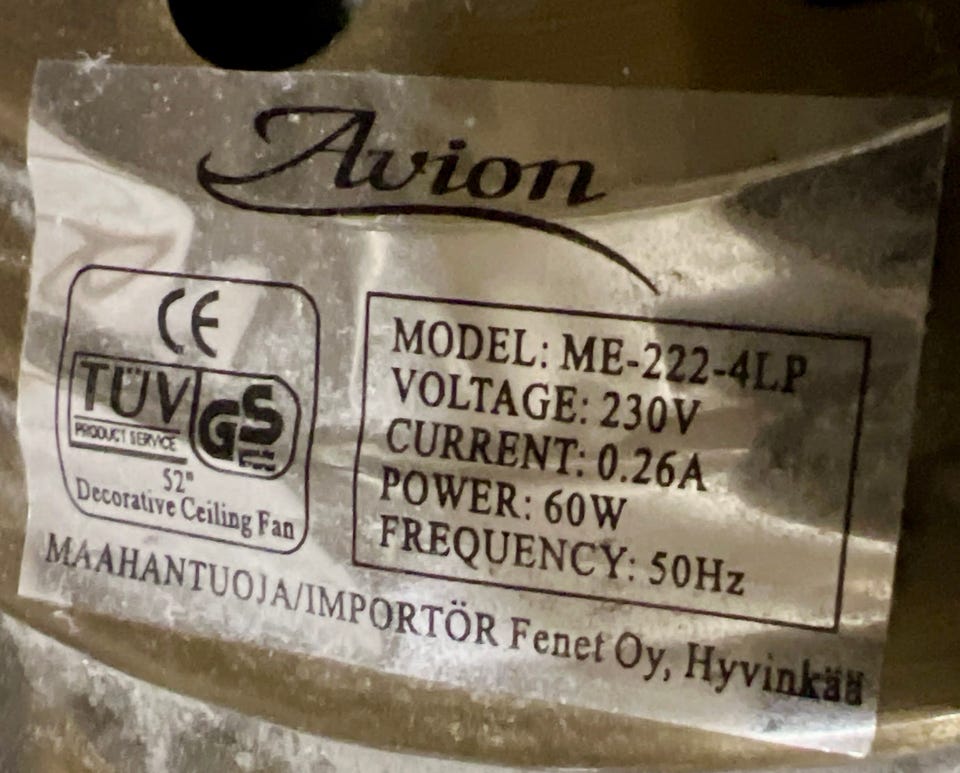 Avion
CE
TÜV
PRODUCT SERVICE
GS
52"
Decorative Ceiling Fan
MODEL: ME-222-4LP
VOLTAGE: 230V
CURRENT: 0.26A
POWER: 60W
FREQUENCY: 50Hz
MAAHANTUOJA/IMPORTÖR Fenet Oy, Hyvinkää